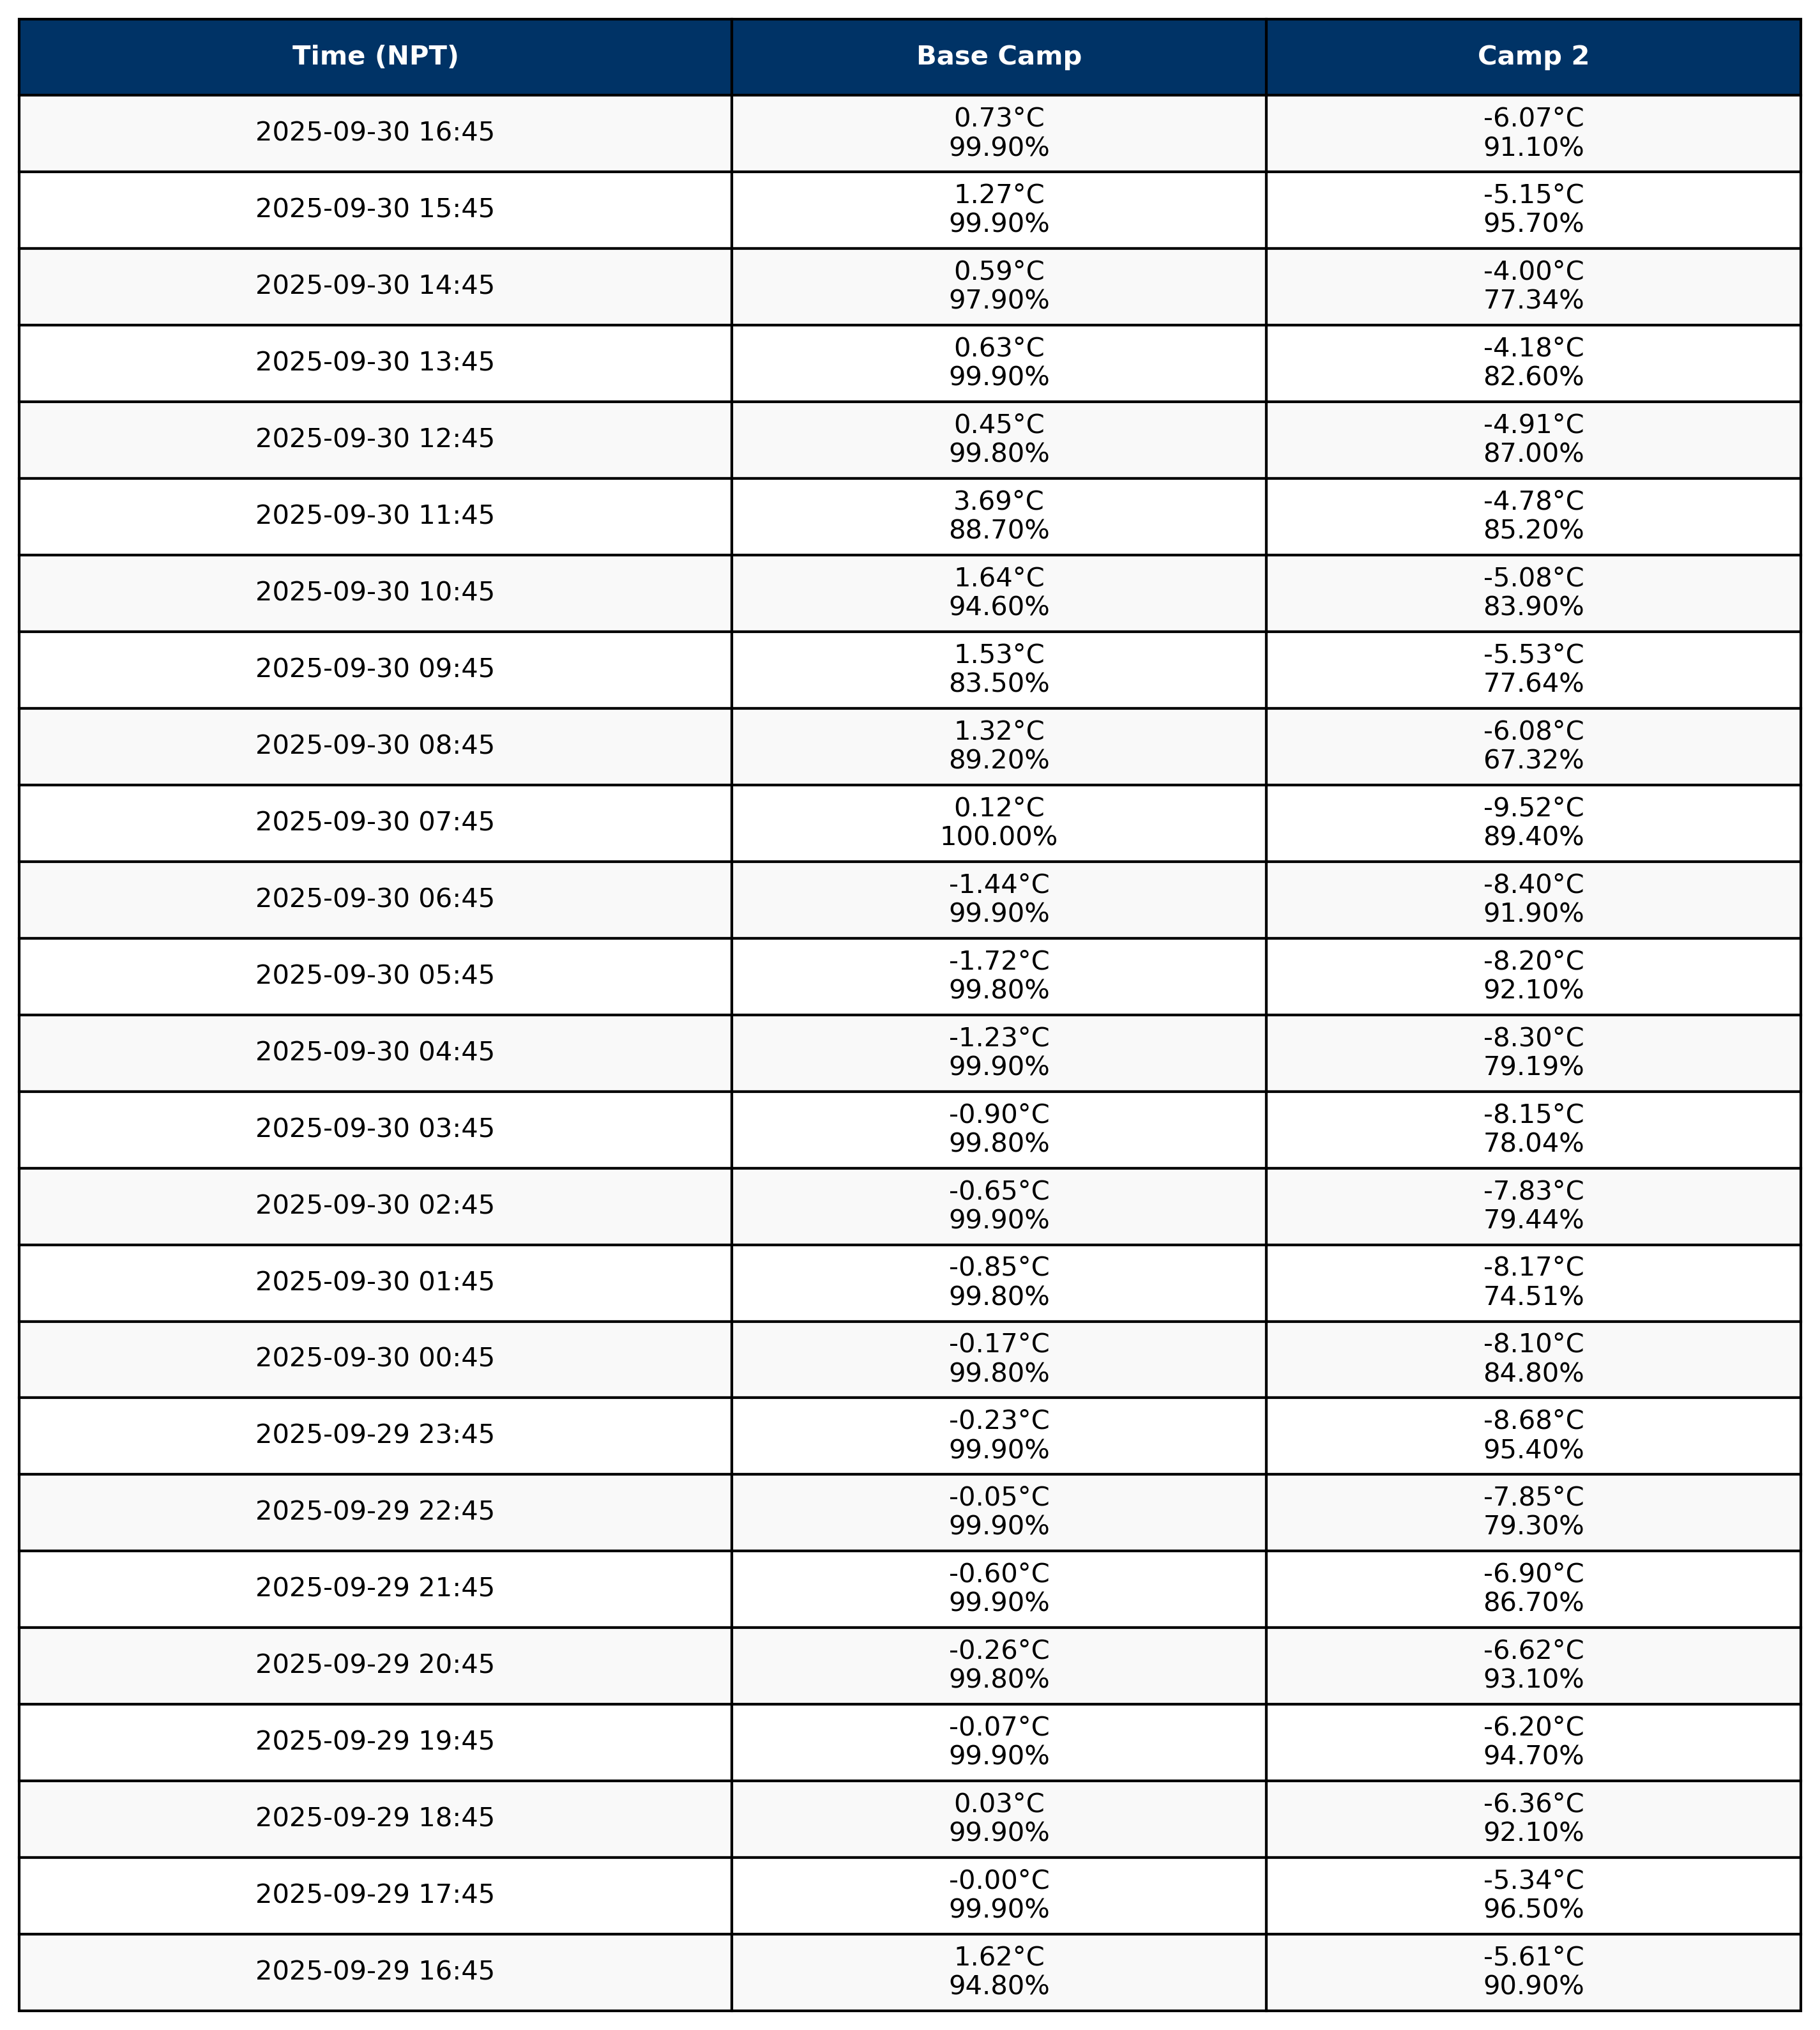 Time (NPT) Base Camp Camp 2
2025-09-30 16:45 0.73°C -6.07°C
99.90% 91.10%
2025-09-30 15:45 1.27°C -5.15°C
99.90% 95.70%
2025-09-30 14:45 0.59°C -4.00°C
97.90% 77.34%
2025-09-30 13:45 0.63°C -4.18°C
99.90% 82.60%
2025-09-30 12:45 0.45°C -4.91°C
99.80% 87.00%
2025-09-30 11:45 3.69°C -4.78°C
88.70% 85.20%
2025-09-30 10:45 1.64°C -5.08°C
94.60% 83.90%
2025-09-30 09:45 1.53°C -5.53°C
83.50% 77.64%
2025-09-30 08:45 1.32°C -6.08°C
89.20% 67.32%
2025-09-30 07:45 0.12°C -9.52°C
100.00% 89.40%
2025-09-30 06:45 -1.44°C -8.40°C
99.90% 91.90%
2025-09-30 05:45 -1.72°C -8.20°C
99.80% 92.10%
2025-09-30 04:45 -1.23°C -8.30°C
99.90% 79.19%
2025-09-30 03:45 -0.90°C -8.15°C
99.80% 78.04%
2025-09-30 02:45 -0.65°C -7.83°C
99.90% 79.44%
2025-09-30 01:45 -0.85°C -8.17°C
99.80% 74.51%
2025-09-30 00:45 -0.17°C -8.10°C
99.80% 84.80%
2025-09-29 23:45 -0.23°C -8.68°C
99.90% 95.40%
2025-09-29 22:45 -0.05°C -7.85°C
99.90% 79.30%
2025-09-29 21:45 -0.60°C -6.90°C
99.90% 86.70%
2025-09-29 20:45 -0.26°C -6.62°C
99.80% 93.10%
2025-09-29 19:45 -0.07°C -6.20°C
99.90% 94.70%
2025-09-29 18:45 0.03°C -6.36°C
99.90% 92.10%
2025-09-29 17:45 -0.00°C -5.34°C
99.90% 96.50%
2025-09-29 16:45 1.62°C -5.61°C
94.80% 90.90%